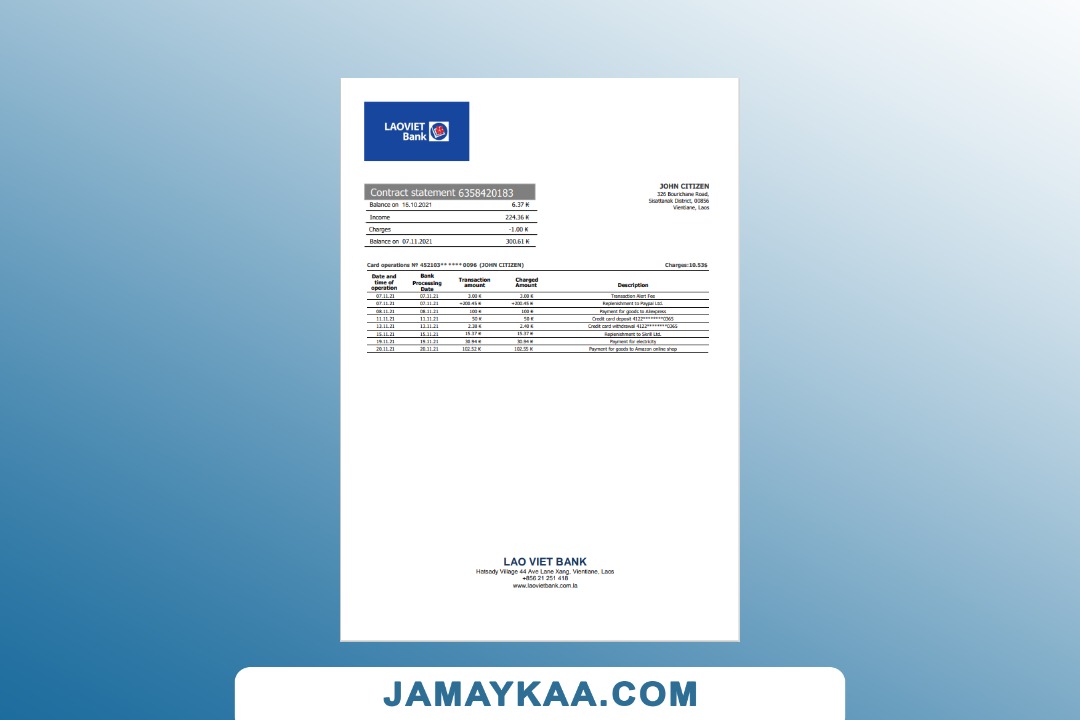 LAOVIET
Bank
Contract statement 6358420183
Balance on 16.10.2021 6.37 ₭
Income 224.36 ₭
Charges -1.00 ₭
Balance on 07.11.2021 300.61 ₭
JOHN CITIZEN
326 Bourichane Road,
Sisattanak District, 00856
Vientiane, Laos
Card operations № 452103** **** 0096 (JOHN CITIZEN) Charges:10.53₭
Date and time of operation Bank Processing Date Transaction amount Charged Amount Description
07.11.21 07.11.21 3.00 ₭ 3.00 ₭ Transaction Alert Fee
07.11.21 07.11.21 +200.45 ₭ +200.45 ₭ Replenishment to Paypal Ltd.
08.11.21 08.11.21 100 ₭ 100 ₭ Payment for goods to Aliexpress
11.11.21 11.11.21 50 ₭ 50 ₭ Credit card deposit 4122********0365
13.11.21 13.11.21 2.38 ₭ 2.49 ₭ Credit card withdrawal 4122********0365
15.11.21 15.11.21 15.37 ₭ 15.37 ₭ Replenishment to Skrill Ltd.
19.11.21 19.11.21 30.94 ₭ 30.94 ₭ Payment for electricity
20.11.21 20.11.21 102.52 ₭ 102.55 ₭ Payment for goods to Amazon online shop
LAO VIET BANK
Hatsady Village 44 Ave Lane Xang, Vientiane, Laos
+856 21 251 418
www.laovietbank.com.la
JAMAYKAA.COM